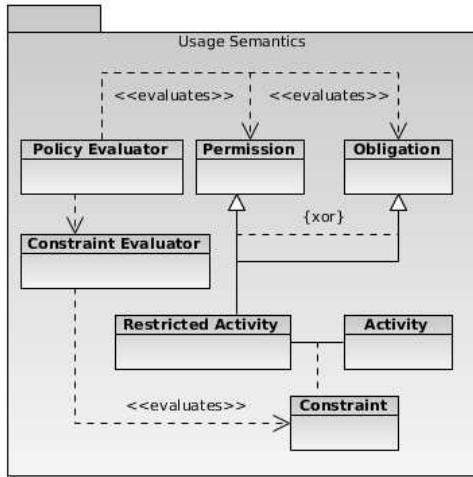 Usage Semantics
<<evaluates>> <<evaluates>>
Policy Evaluator Permission Obligation
{xor}
Constraint Evaluator
Restricted Activity Activity
<<evaluates>> Constraint